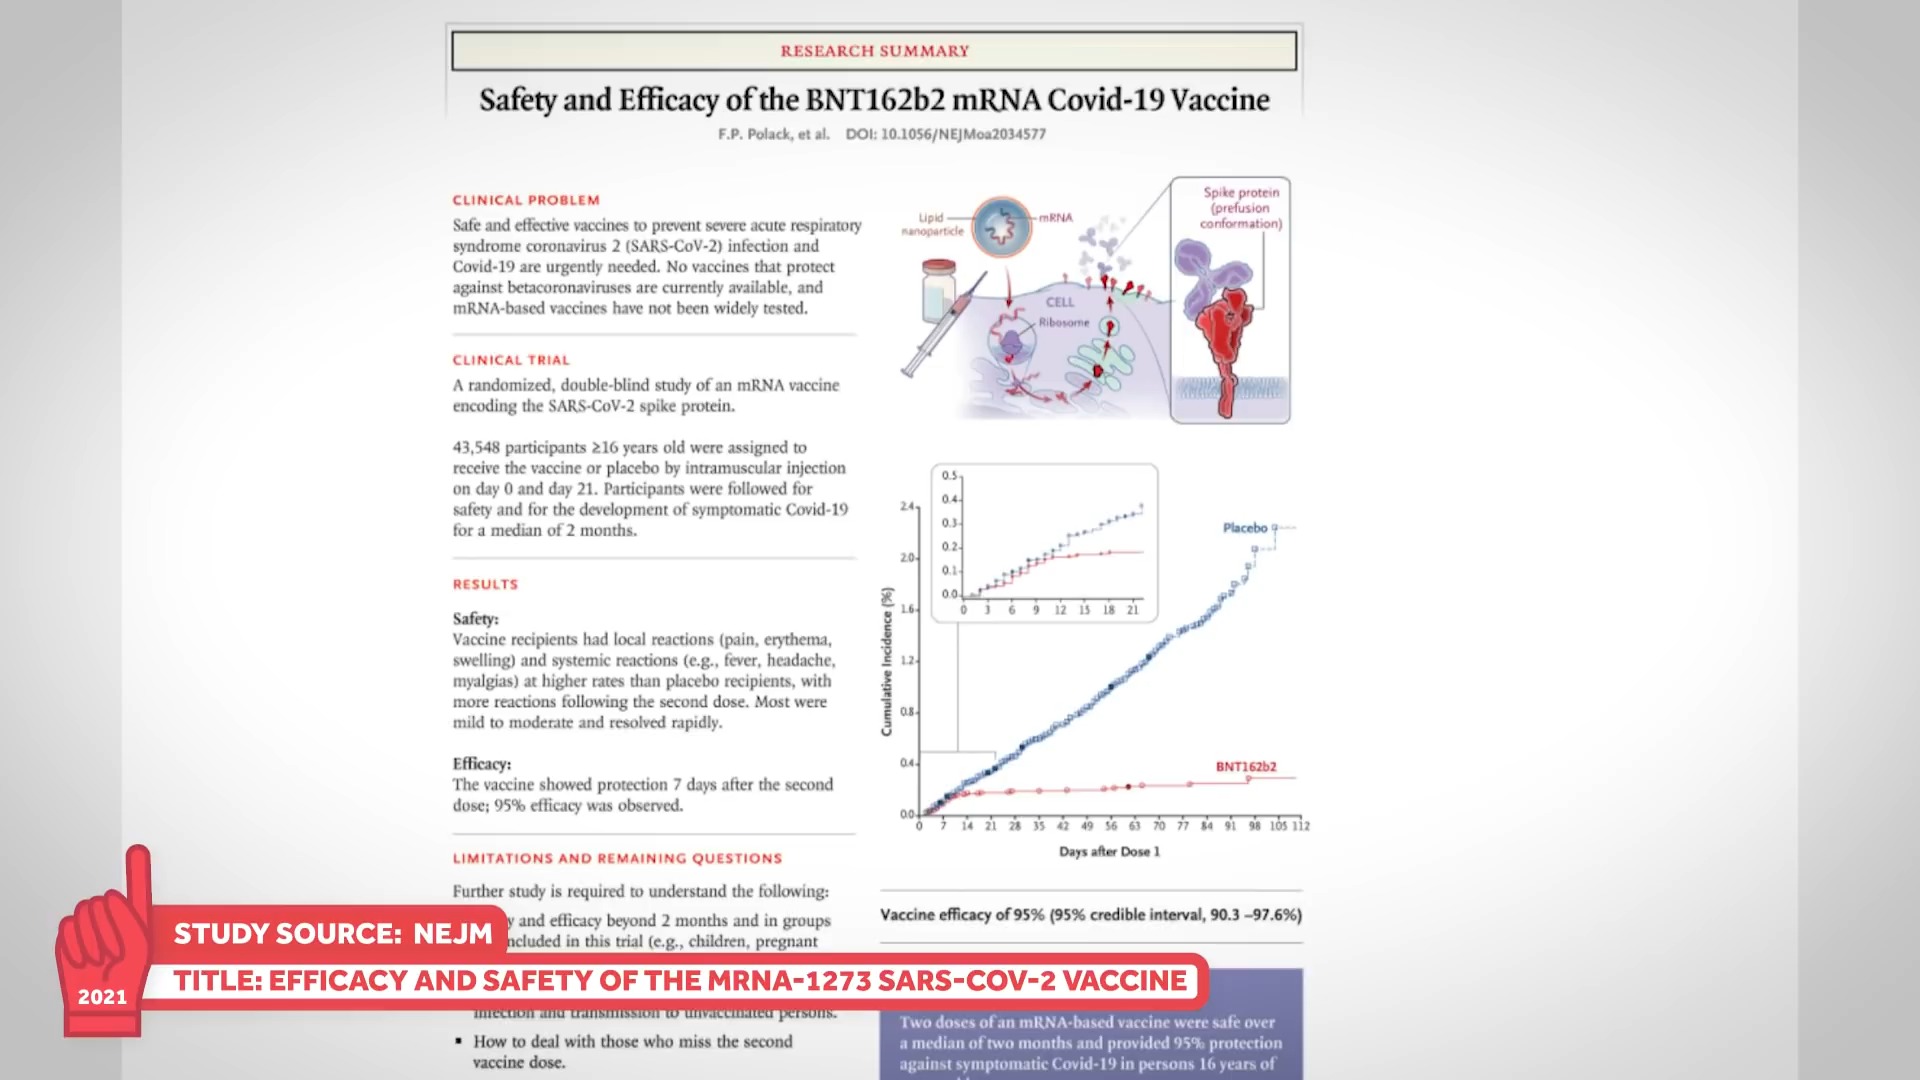 RESEARCH SUMMARY
Safety and Efficacy of the BNT162b2 mRNA Covid-19 Vaccine
F.P. Polack, et al. DOI: 10.1056/NEJMoa2034577
CLINICAL PROBLEM
Safe and effective vaccines to prevent severe acute respiratory
syndrome coronavirus 2 (SARS-CoV-2) infection and
Covid-19 are urgently needed. No vaccines that protect
against betacoronaviruses are currently available, and
mRNA-based vaccines have not been widely tested.
CLINICAL TRIAL
A randomized, double-blind study of an mRNA vaccine
encoding the SARS-CoV-2 spike protein.
43,548 participants ≥16 years old were assigned to
receive the vaccine or placebo by intramuscular injection
on day 0 and day 21. Participants were followed for
safety and for the development of symptomatic Covid-19
for a median of 2 months.
RESULTS
Safety:
Vaccine recipients had local reactions (pain, erythema,
swelling) and systemic reactions (e.g., fever, headache,
myalgias) at higher rates than placebo recipients, with
more reactions following the second dose. Most were
mild to moderate and resolved rapidly.
Efficacy:
The vaccine showed protection 7 days after the second
dose; 95% efficacy was observed.
LIMITATIONS AND REMAINING QUESTIONS
Further study is required to understand the following:
and efficacy beyond 2 months and in groups
in this trial (e.g., children, pregnant
infection and transmission to unvaccinated persons.
▪ How to deal with those who miss the second
vaccine dose.
Lipid
nanoparticle
mRNA
CELL
Ribosome
Spike protein
(prefusion
conformation)
0.5
0.4
0.3
0.2
0.1
0.0
0 3 6 9 12 15 18 21
2.4
2.0
1.6
1.2
0.8
0.4
0.0
Cumulative Incidence (%)
Placebo
BNT162b2
0 7 14 21 28 35 42 49 56 63 70 77 84 91 98 105 112
Days after Dose 1
Vaccine efficacy of 95% (95% credible interval, 90.3 –97.6%)
Two doses of an mRNA-based vaccine were safe over
a median of two months and provided 95% protection
against symptomatic Covid-19 in persons 16 years of
STUDY SOURCE: NEJM
TITLE: EFFICACY AND SAFETY OF THE MRNA-1273 SARS-COV-2 VACCINE
2021